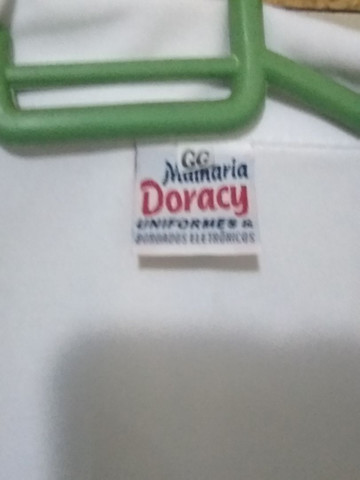 GG
Malharia
Doracy
UNIFORMES &
BORDADOS ELETRÔNICOS